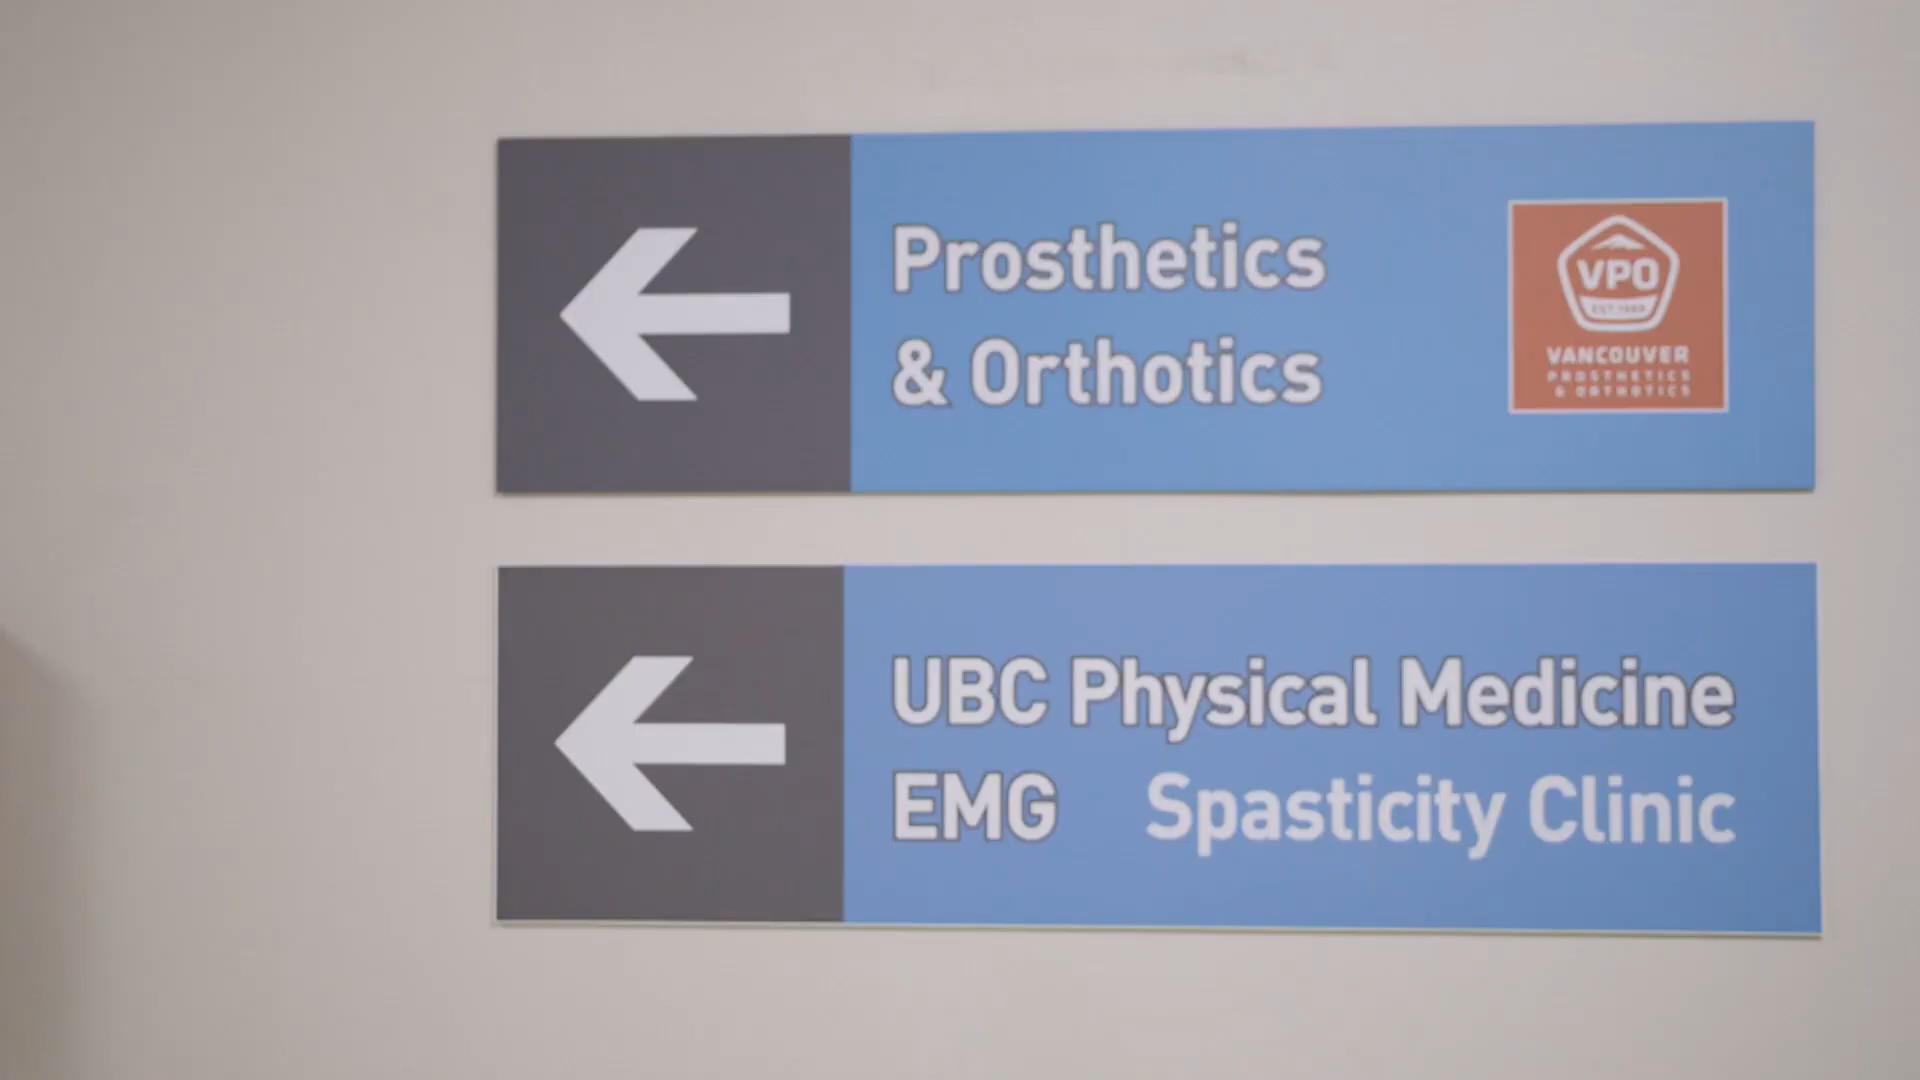 Prosthetics
& Orthotics
VPO
VANCOUVER
PROSTHETICS
& ORTHOTICS
UBC Physical Medicine
EMG Spasticity Clinic